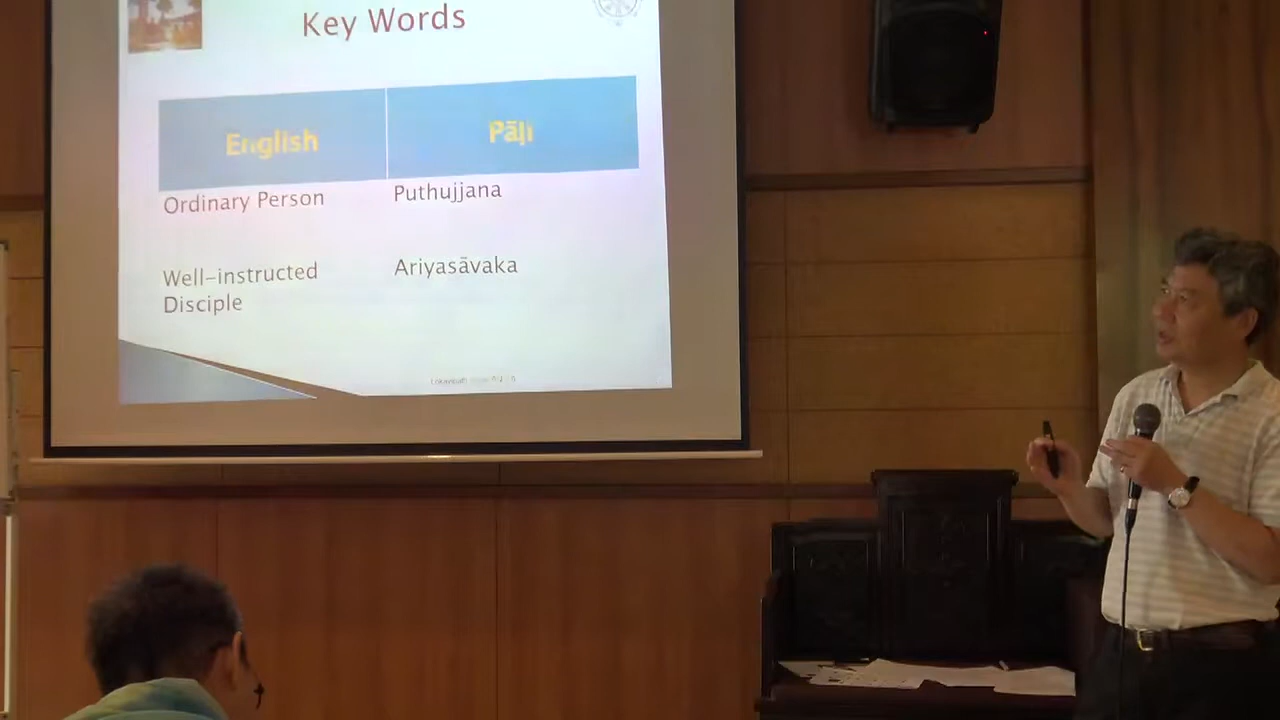 Key Words
English Pāḷi
Ordinary Person Puthujjana
Well-instructed Ariyasāvaka
Disciple